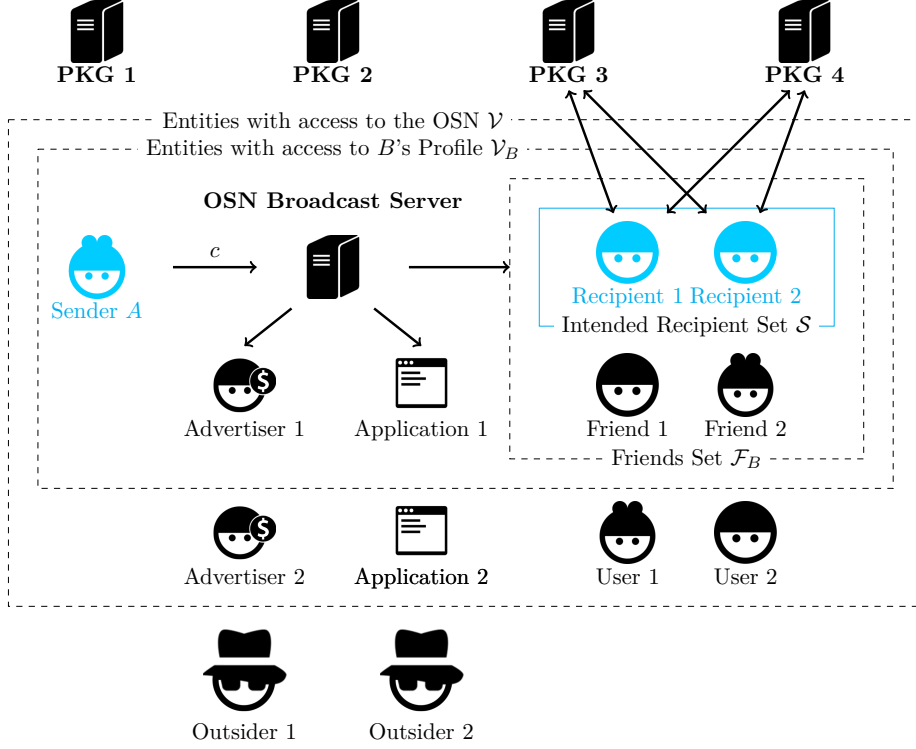 PKG 1 PKG 2 PKG 3 PKG 4
Entities with access to the OSN 𝒱
Entities with access to B's Profile 𝒱_B
OSN Broadcast Server
c
Sender A
Recipient 1 Recipient 2
Intended Recipient Set 𝒮
$
Advertiser 1 Application 1 Friend 1 Friend 2
Friends Set ℱ_B
$
Advertiser 2 Application 2 User 1 User 2
Outsider 1 Outsider 2